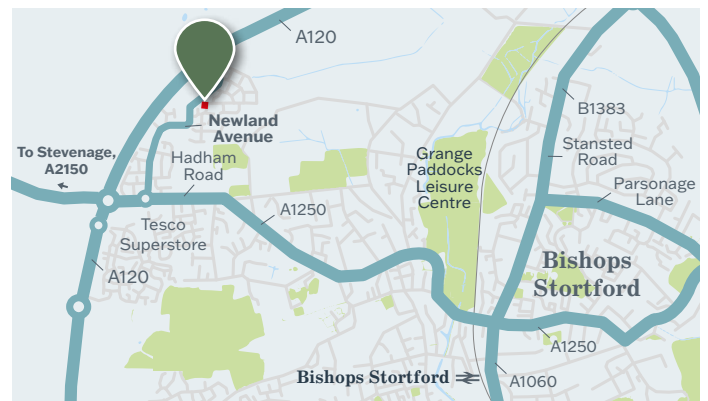 A120
B1383
Newland
Avenue
To Stevenage,
A2150
Hadham
Road
Grange
Paddocks
Leisure
Centre
Stansted
Road
Parsonage
Lane
A1250
Tesco
Superstore
A120
Bishops
Stortford
A1250
Bishops Stortford
A1060